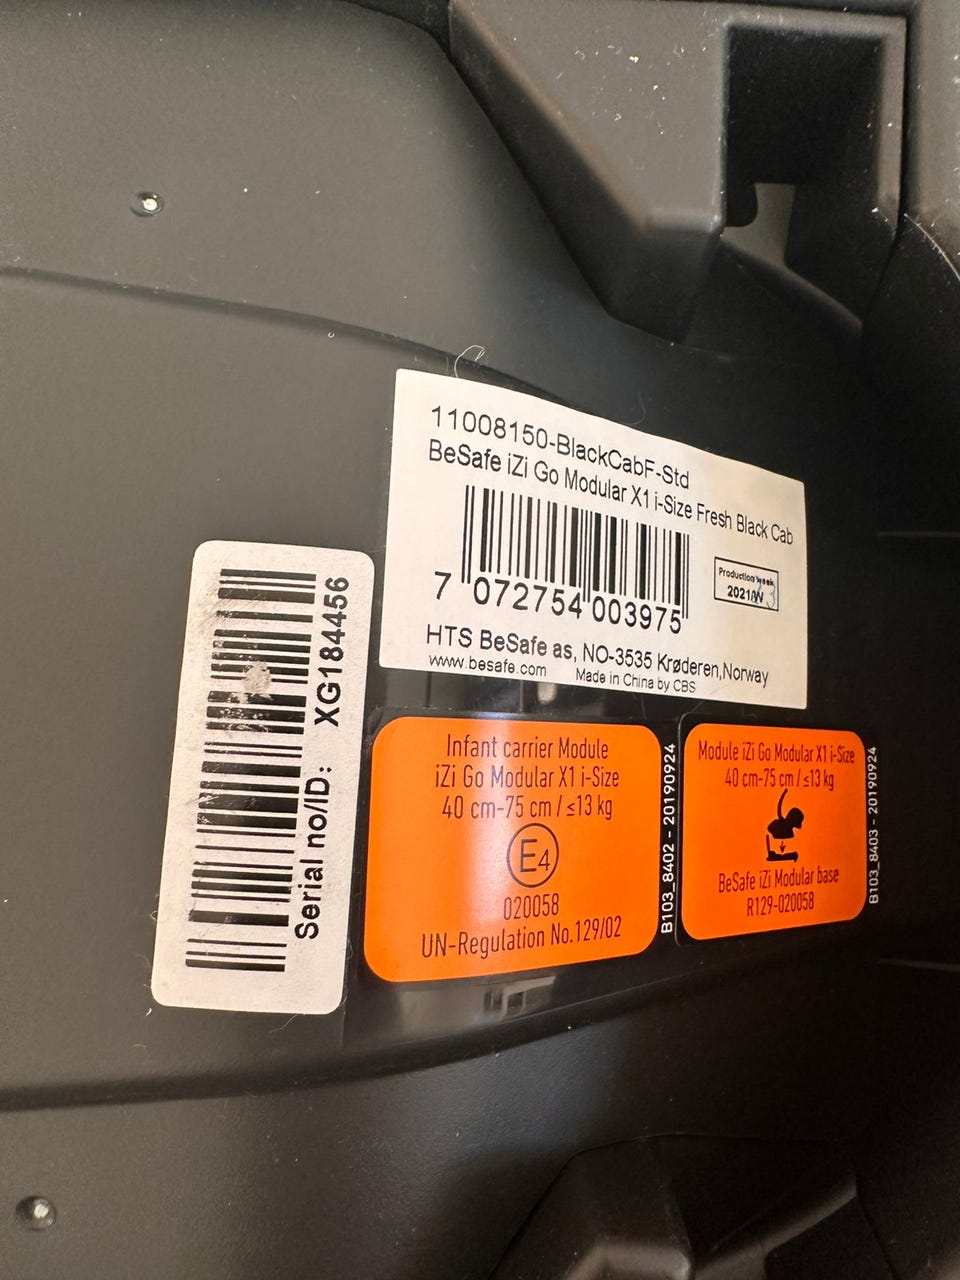 11008150-BlackCabF-Std
BeSafe iZi Go Modular X1 i-Size Fresh Black Cab
7 072754 003975
Production week
2021/W
HTS BeSafe as, NO-3535 Krøderen, Norway
www.besafe.com Made in China by CBS
Serial no/ID: XG184456
Infant carrier Module
iZi Go Modular X1 i-Size
40 cm-75 cm / ≤13 kg
E4
020058
UN-Regulation No.129/02
B103_8402 - 20190924
Module iZi Go Modular X1 i-Size
40 cm-75 cm / ≤13 kg
BeSafe iZi Modular base
R129-020058
B103_8403 - 20190924